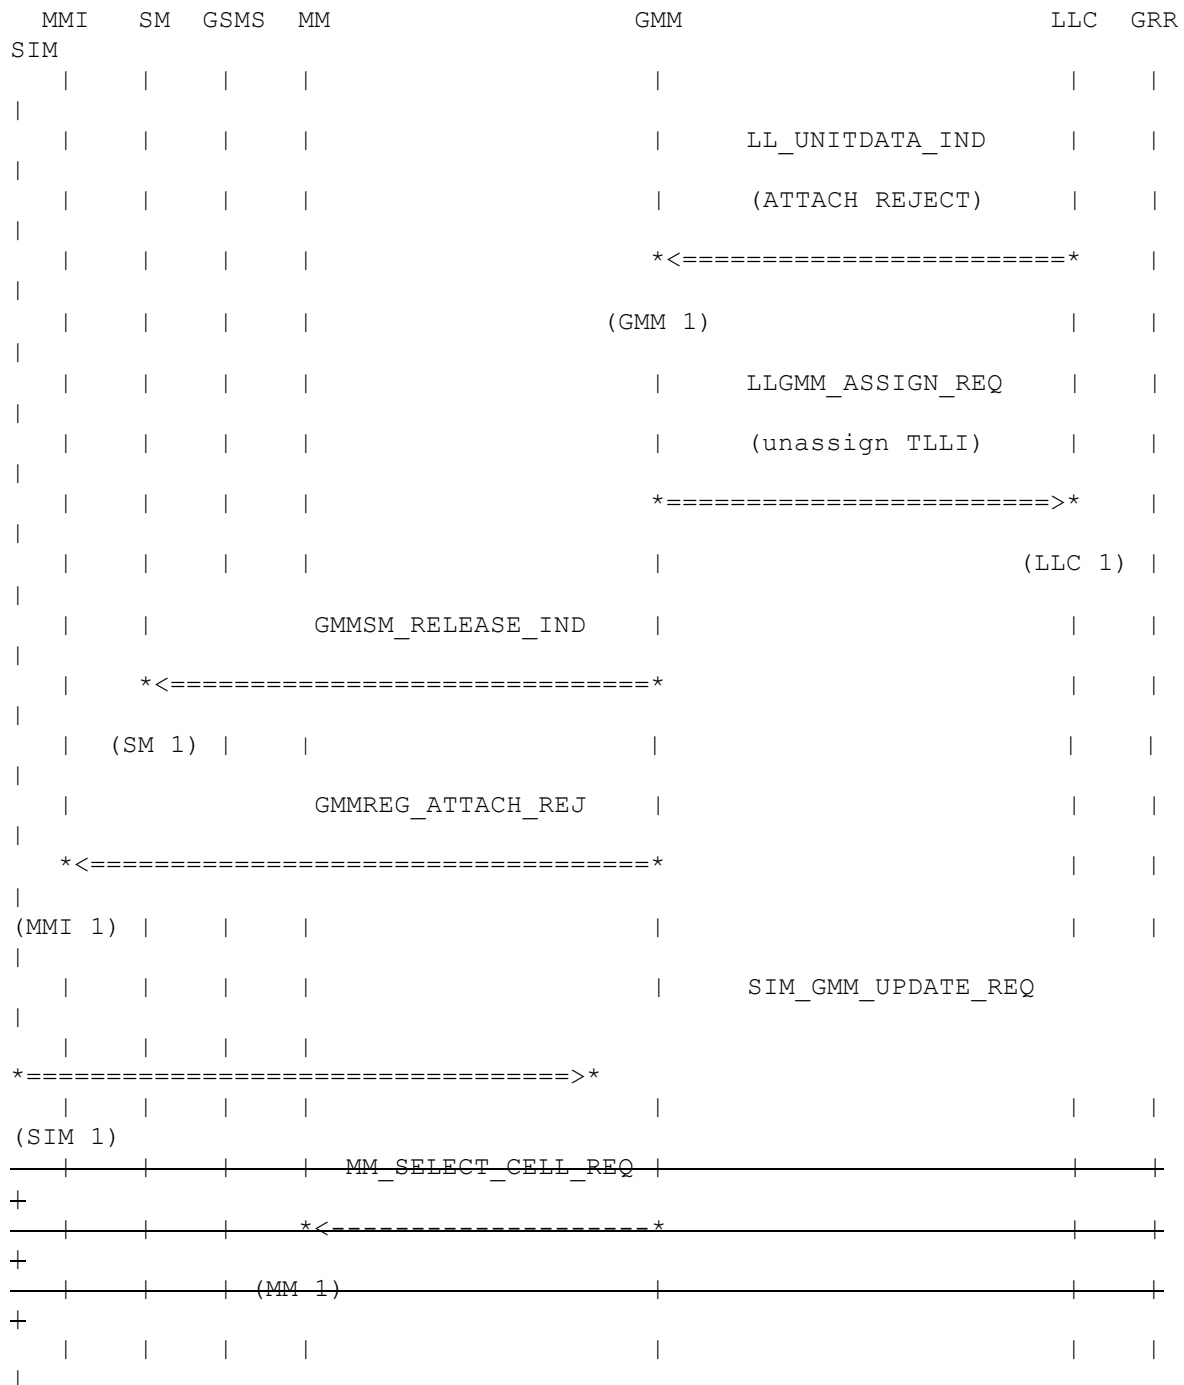 MMI SM GSMS MM GMM LLC GRR
SIM
| | | | | | |
|
| | | | | LL_UNITDATA_IND | |
|
| | | | | (ATTACH REJECT) | |
|
| | | | *<========================* |
|
| | | | (GMM 1) | |
|
| | | | | LLGMM_ASSIGN_REQ | |
|
| | | | | (unassign TLLI) | |
|
| | | | *========================>* |
|
| | | | | (LLC 1) |
|
| | GMMSM_RELEASE_IND | | |
|
| *<==============================* | |
|
| (SM 1) | | | | |
|
| GMMREG_ATTACH_REJ | | |
|
*<===================================* | |
|
(MMI 1) | | | | | |
|
| | | | | SIM_GMM_UPDATE_REQ
|
| | | |
*==================================>*
| | | | | | |
(SIM 1)
| | | | MM_SELECT_CELL_REQ | | |
|
| | | *<--------------------* | |
|
| | | (MM 1) | | |
|
| | | | | | |
|